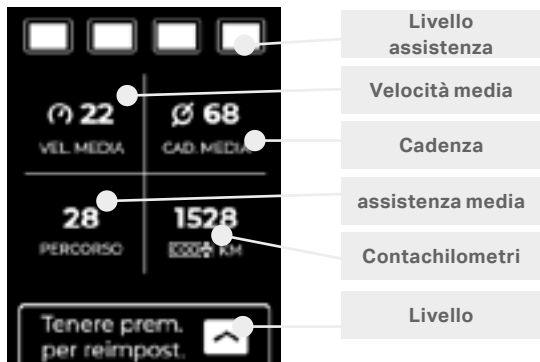 22
VEL. MEDIA
68
CAD. MEDIA
28
PERCORSO
1528
KM
Tenere prem.
per reimpost.
Livello
assistenza
Velocità media
Cadenza
assistenza media
Contachilometri
Livello